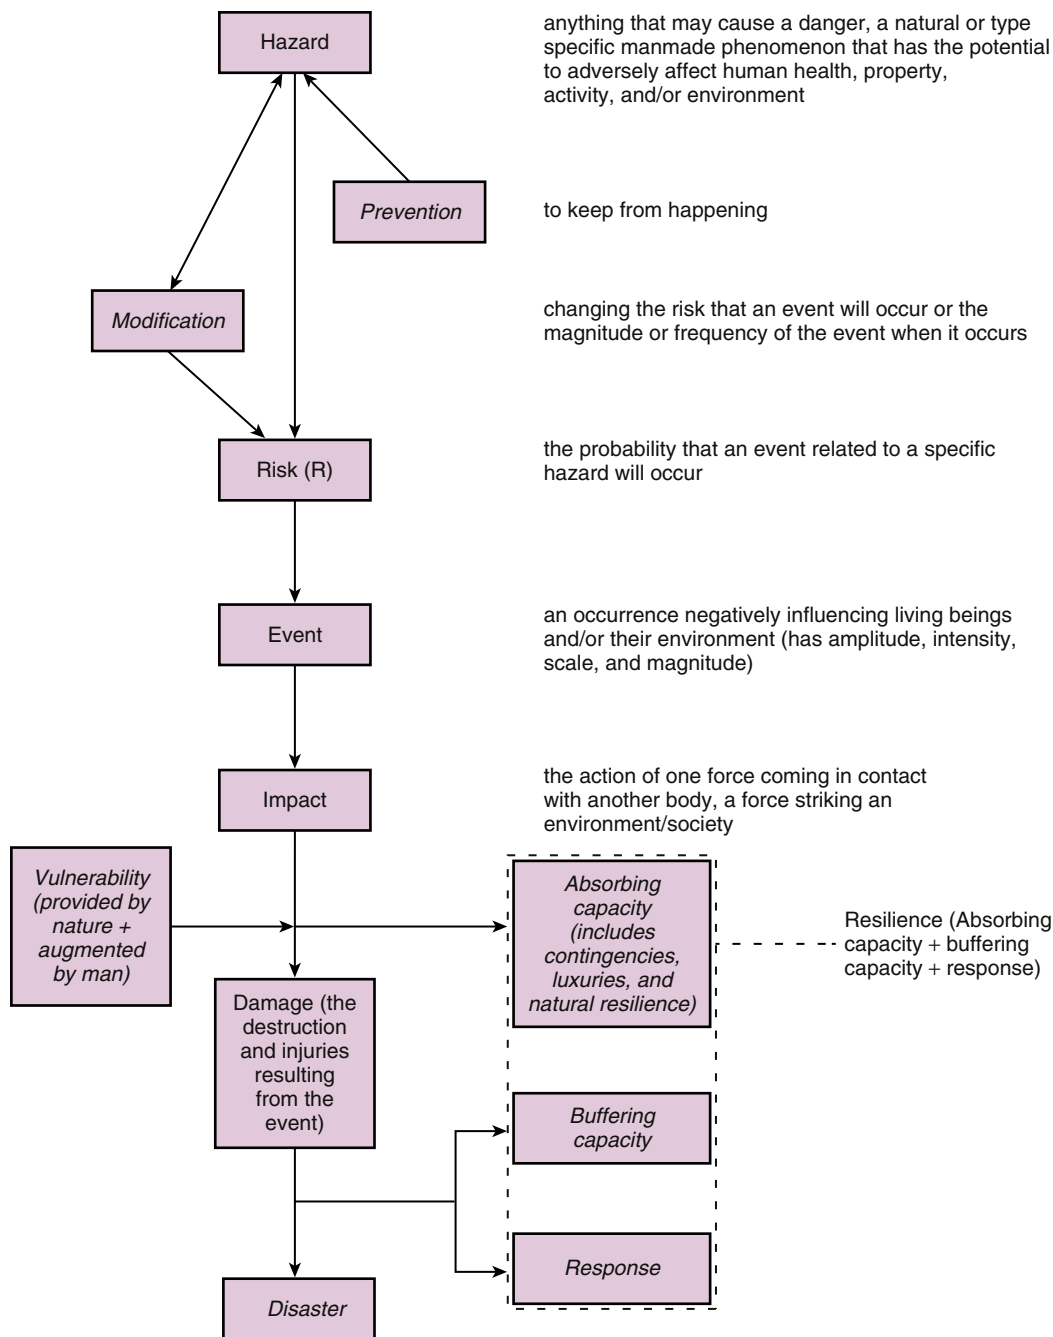 Hazard
anything that may cause a danger, a natural or type
specific manmade phenomenon that has the potential
to adversely affect human health, property,
activity, and/or environment
Prevention
to keep from happening
Modification
changing the risk that an event will occur or the
magnitude or frequency of the event when it occurs
Risk (R)
the probability that an event related to a specific
hazard will occur
Event
an occurrence negatively influencing living beings
and/or their environment (has amplitude, intensity,
scale, and magnitude)
Impact
the action of one force coming in contact
with another body, a force striking an
environment/society
Vulnerability
(provided by
nature +
augmented
by man)
Absorbing
capacity
(includes
contingencies,
luxuries, and
natural resilience)
Resilience (Absorbing
capacity + buffering
capacity + response)
Damage (the
destruction
and injuries
resulting
from the
event)
Buffering
capacity
Response
Disaster